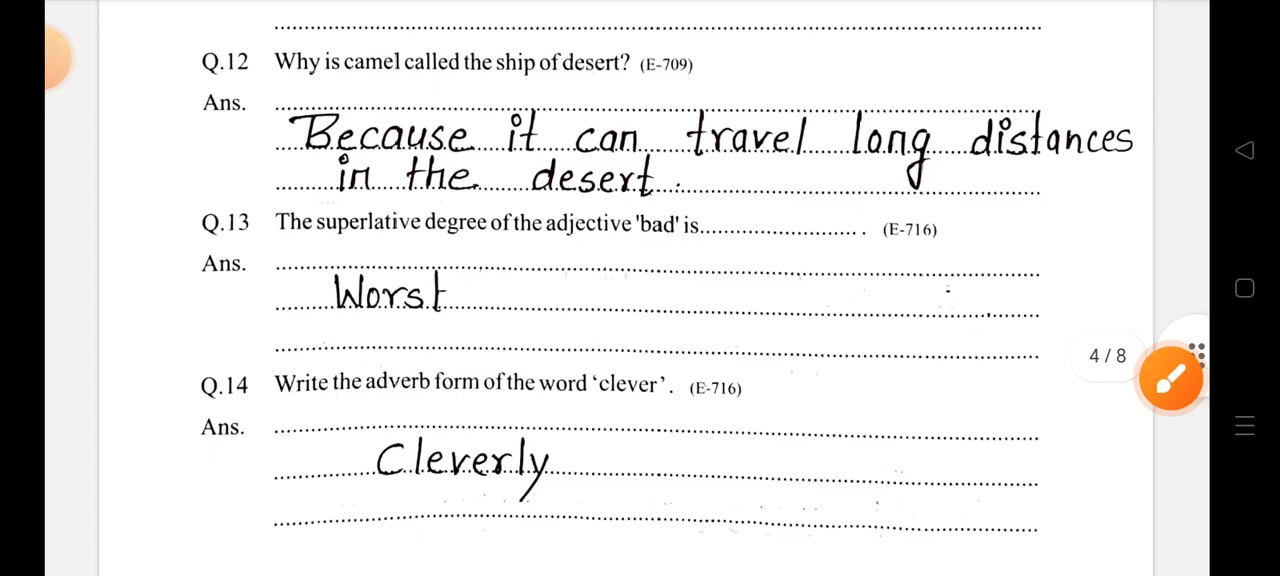 Q.12 Why is camel called the ship of desert? (E-709)
Ans.
Because it can travel long distances
in the desert.
Q.13 The superlative degree of the adjective 'bad' is........................ . (E-716)
Ans.
Worst
4 / 8
Q.14 Write the adverb form of the word ‘clever’. (E-716)
Ans.
Cleverly